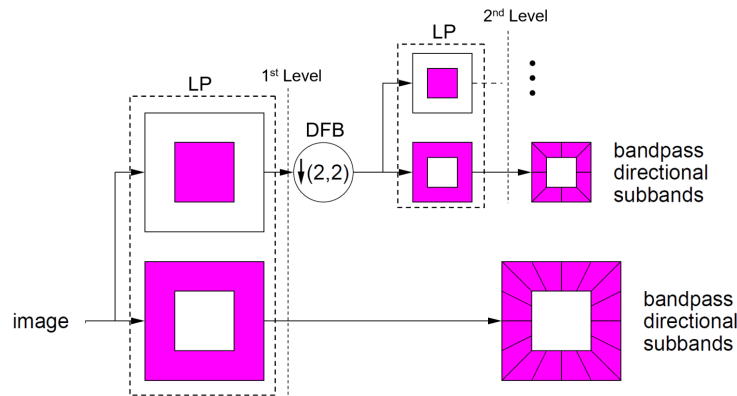 2nd Level
LP
LP
1st Level
DFB
(2,2)
bandpass
directional
subbands
image
bandpass
directional
subbands